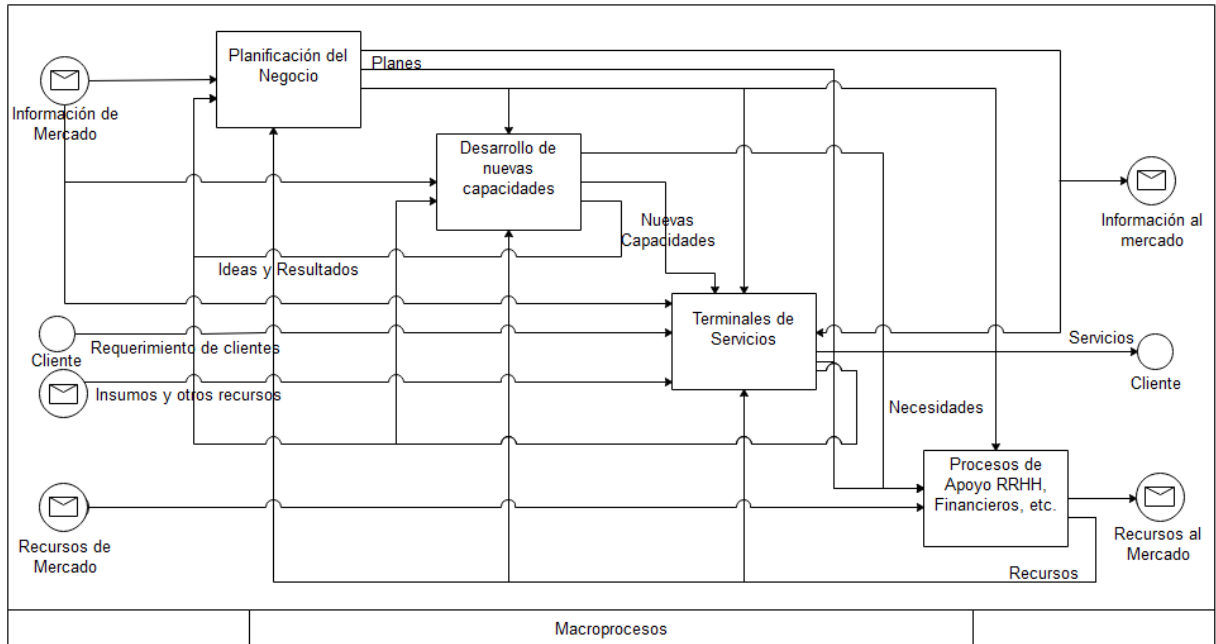 Planificación del
Negocio
Planes
Información de
Mercado
Desarrollo de
nuevas
capacidades
Información al
mercado
Nuevas
Capacidades
Ideas y Resultados
Terminales de
Servicios
Servicios
Cliente
Requerimiento de clientes
Cliente
Insumos y otros recursos
Necesidades
Procesos de
Apoyo RRHH,
Financieros, etc.
Recursos de
Mercado
Recursos al
Mercado
Recursos
Macroprocesos